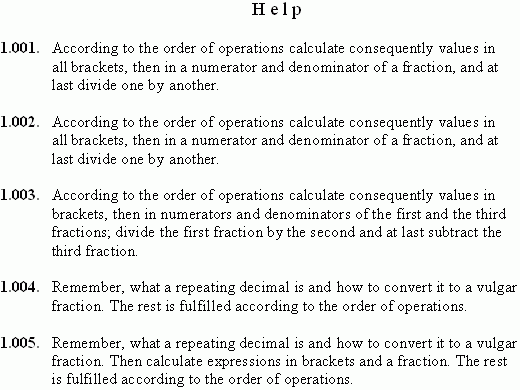 Help
1.001. According to the order of operations calculate consequently values in
all brackets, then in a numerator and denominator of a fraction, and at
last divide one by another.
1.002. According to the order of operations calculate consequently values in
all brackets, then in a numerator and denominator of a fraction, and at
last divide one by another.
1.003. According to the order of operations calculate consequently values in
brackets, then in numerators and denominators of the first and the third
fractions; divide the first fraction by the second and at last subtract the
third fraction.
1.004. Remember, what a repeating decimal is and how to convert it to a vulgar
fraction. The rest is fulfilled according to the order of operations.
1.005. Remember, what a repeating decimal is and how to convert it to a vulgar
fraction. Then calculate expressions in brackets and a fraction. The rest
is fulfilled according to the order of operations.